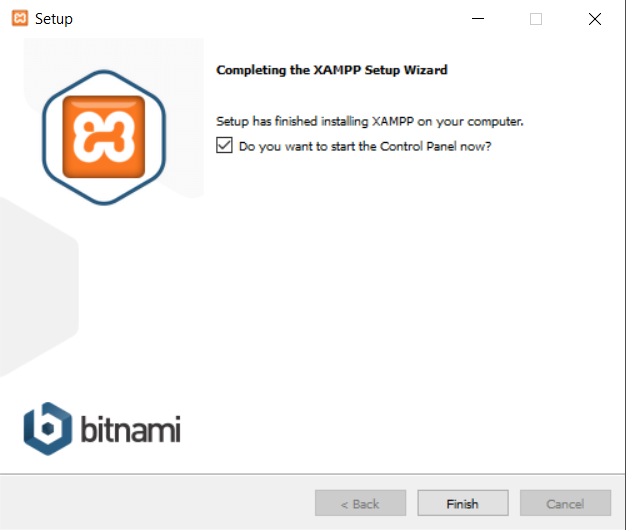 Setup
Completing the XAMPP Setup Wizard
Setup has finished installing XAMPP on your computer.
Do you want to start the Control Panel now?
bitnami
< Back
Finish
Cancel